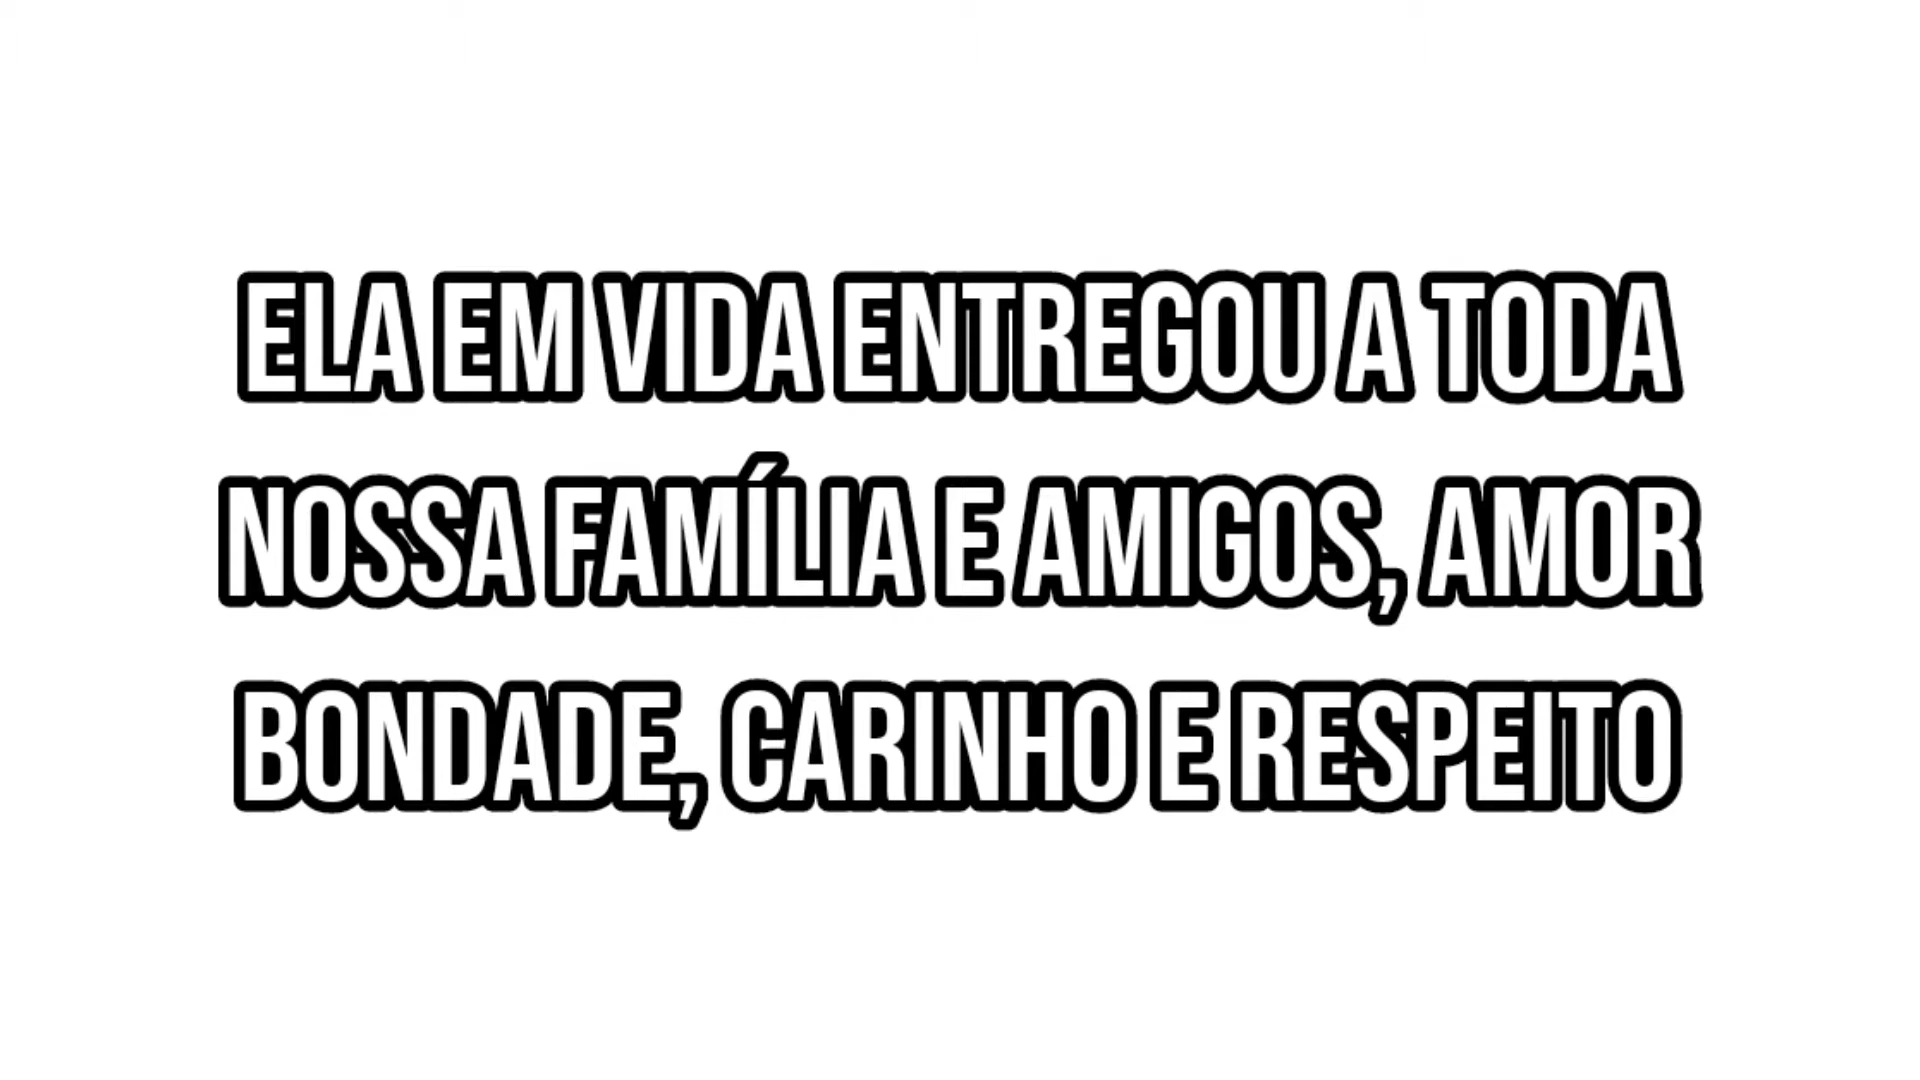 ELA EM VIDA ENTREGOU A TODA
NOSSA FAMÍLIA E AMIGOS, AMOR
BONDADE, CARINHO E RESPEITO